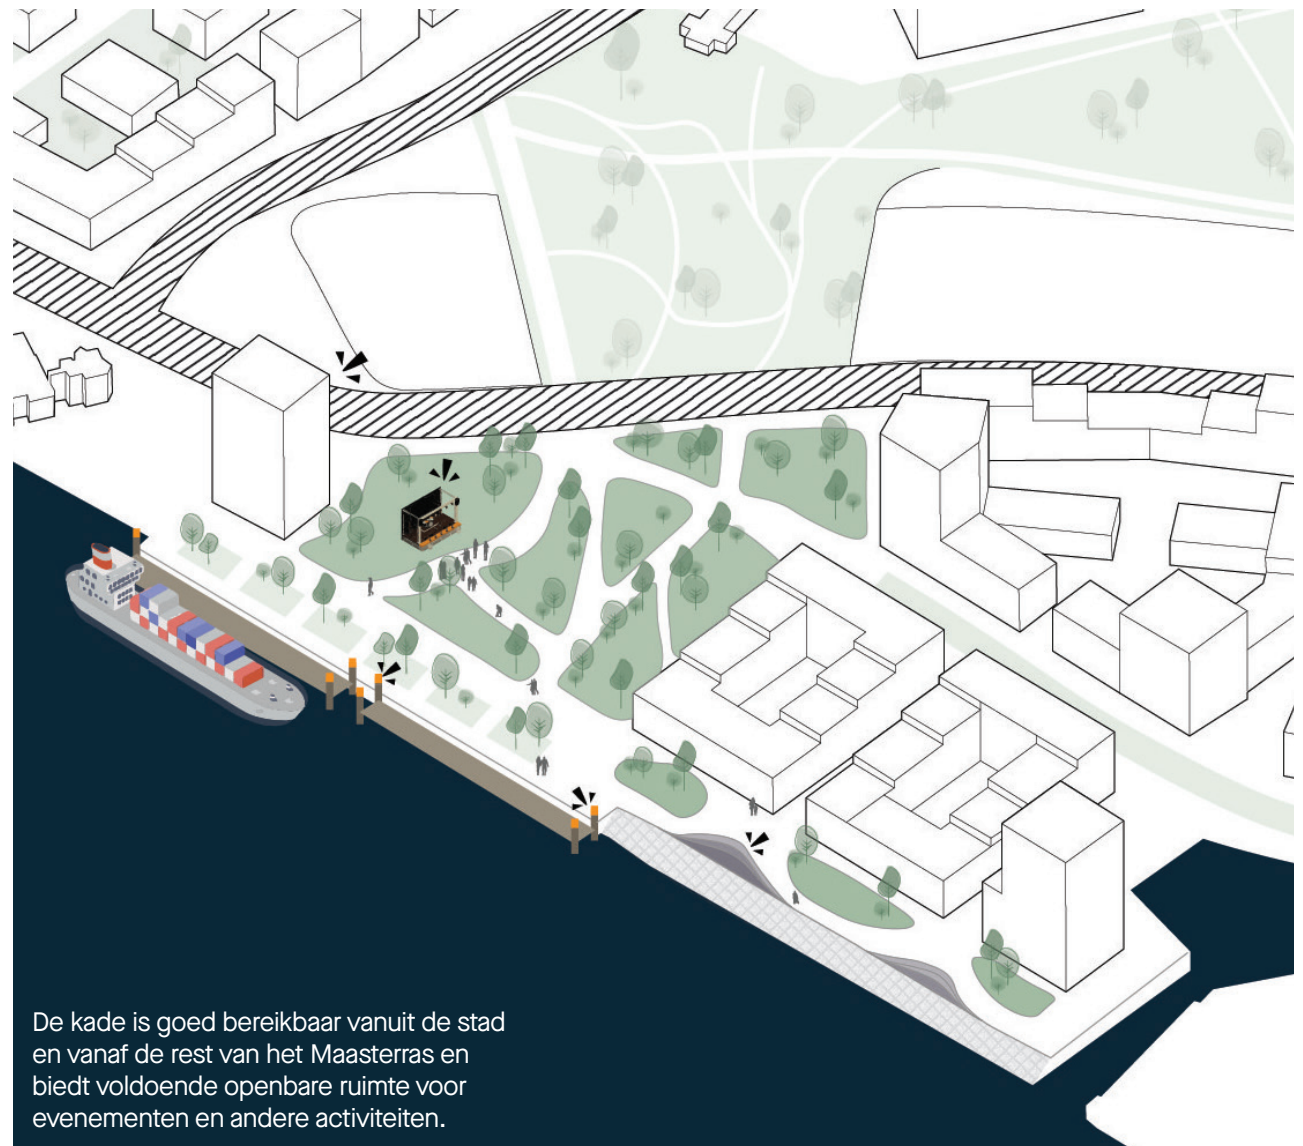 De kade is goed bereikbaar vanuit de stad
en vanaf de rest van het Maasterras en
biedt voldoende openbare ruimte voor
evenementen en andere activiteiten.